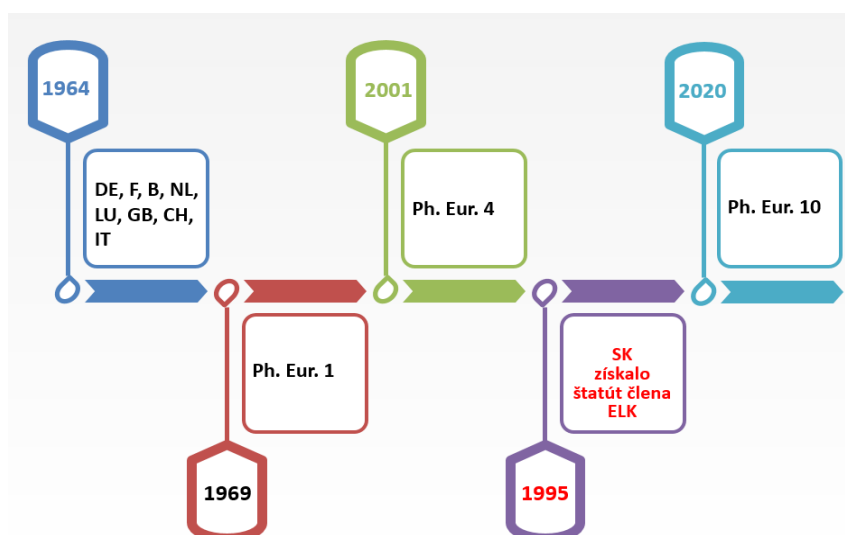 1964
DE, F, B, NL,
LU, GB, CH,
IT
1969
Ph. Eur. 1
2001
Ph. Eur. 4
1995
SK
získalo
štatút člena
ELK
2020
Ph. Eur. 10